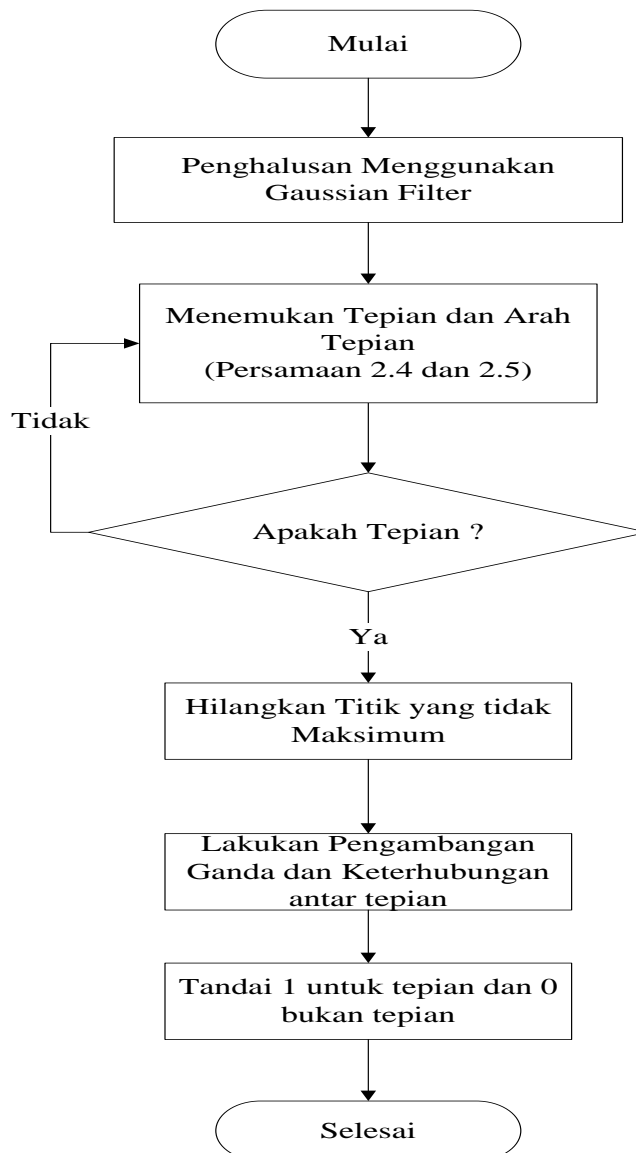 Mulai
Penghalusan Menggunakan
Gaussian Filter
Menemukan Tepian dan Arah
Tepian
(Persamaan 2.4 dan 2.5)
Tidak
Apakah Tepian ?
Ya
Hilangkan Titik yang tidak
Maksimum
Lakukan Pengambangan
Ganda dan Keterhubungan
antar tepian
Tandai 1 untuk tepian dan 0
bukan tepian
Selesai